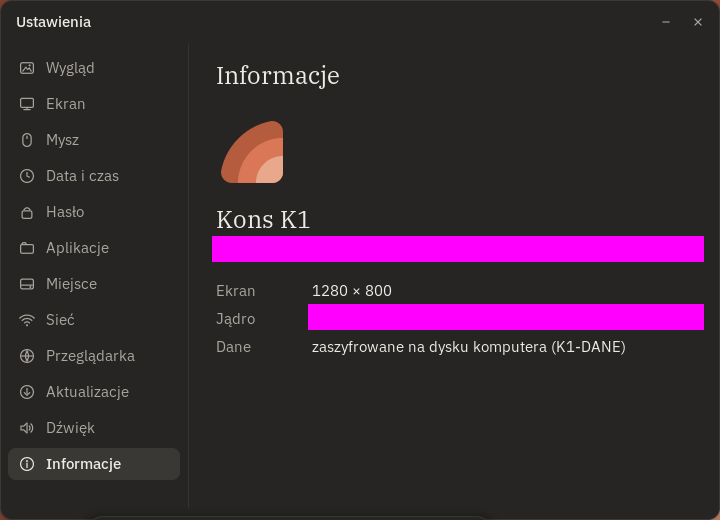 Ustawienia
Wygląd
Ekran
Mysz
Data i czas
Hasło
Aplikacje
Miejsce
Sieć
Przeglądarka
Aktualizacje
Dźwięk
Informacje
Informacje
Kons K1
Ekran 1280 × 800
Jądro
Dane zaszyfrowane na dysku komputera (K1-DANE)